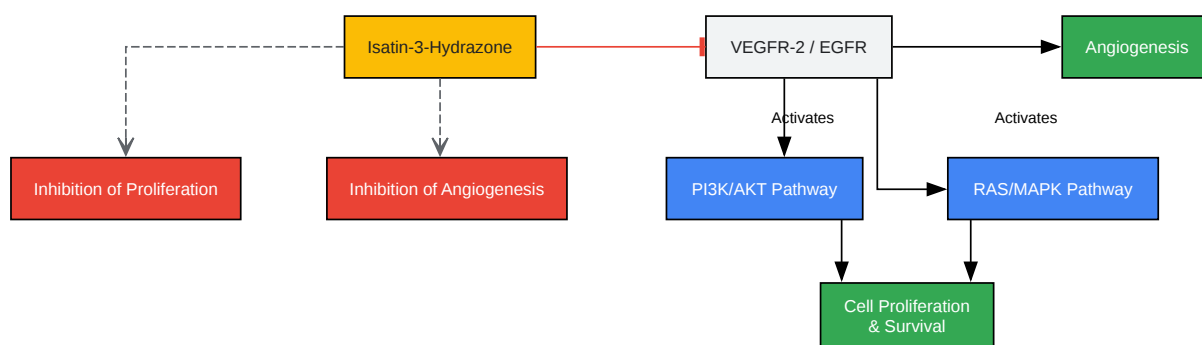 Isatin-3-Hydrazone
VEGFR-2 / EGFR
Angiogenesis
Activates
Activates
Inhibition of Proliferation
Inhibition of Angiogenesis
PI3K/AKT Pathway
RAS/MAPK Pathway
Cell Proliferation
& Survival